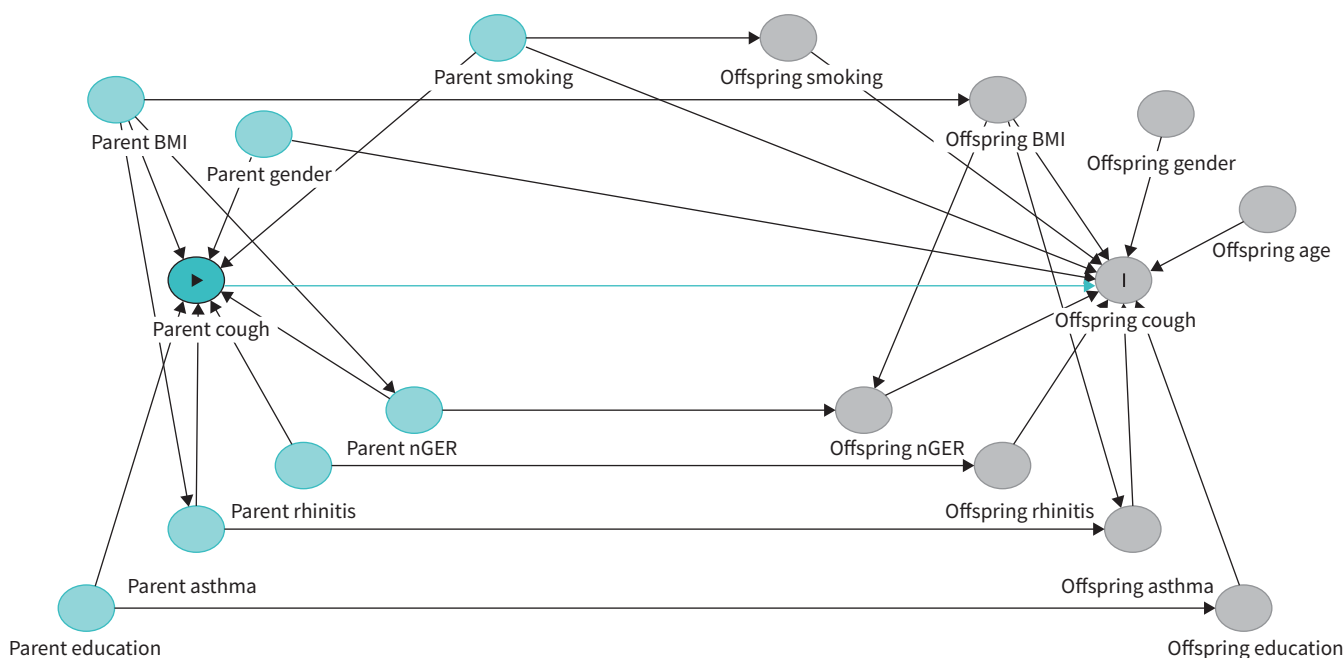 Parent smoking
Offspring smoking
Parent BMI
Offspring BMI
Parent gender
Offspring gender
Offspring age
Parent cough
Offspring cough
I
Parent nGER
Offspring nGER
Parent rhinitis
Offspring rhinitis
Parent asthma
Offspring asthma
Parent education
Offspring education